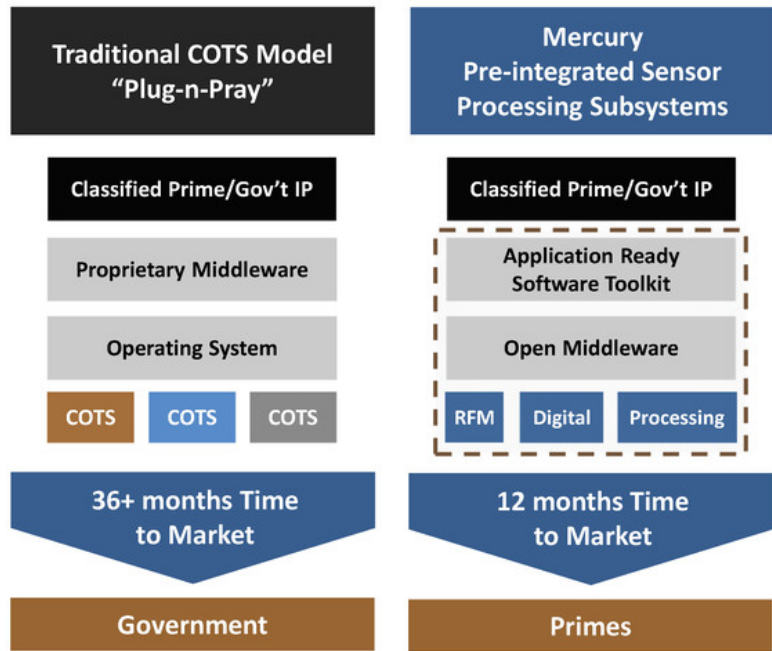 Traditional COTS Model
“Plug-n-Pray”
Classified Prime/Gov’t IP
Proprietary Middleware
Operating System
COTS
COTS
COTS
36+ months Time
to Market
Government
Mercury
Pre-integrated Sensor
Processing Subsystems
Classified Prime/Gov’t IP
Application Ready
Software Toolkit
Open Middleware
RFM
Digital
Processing
12 months Time
to Market
Primes